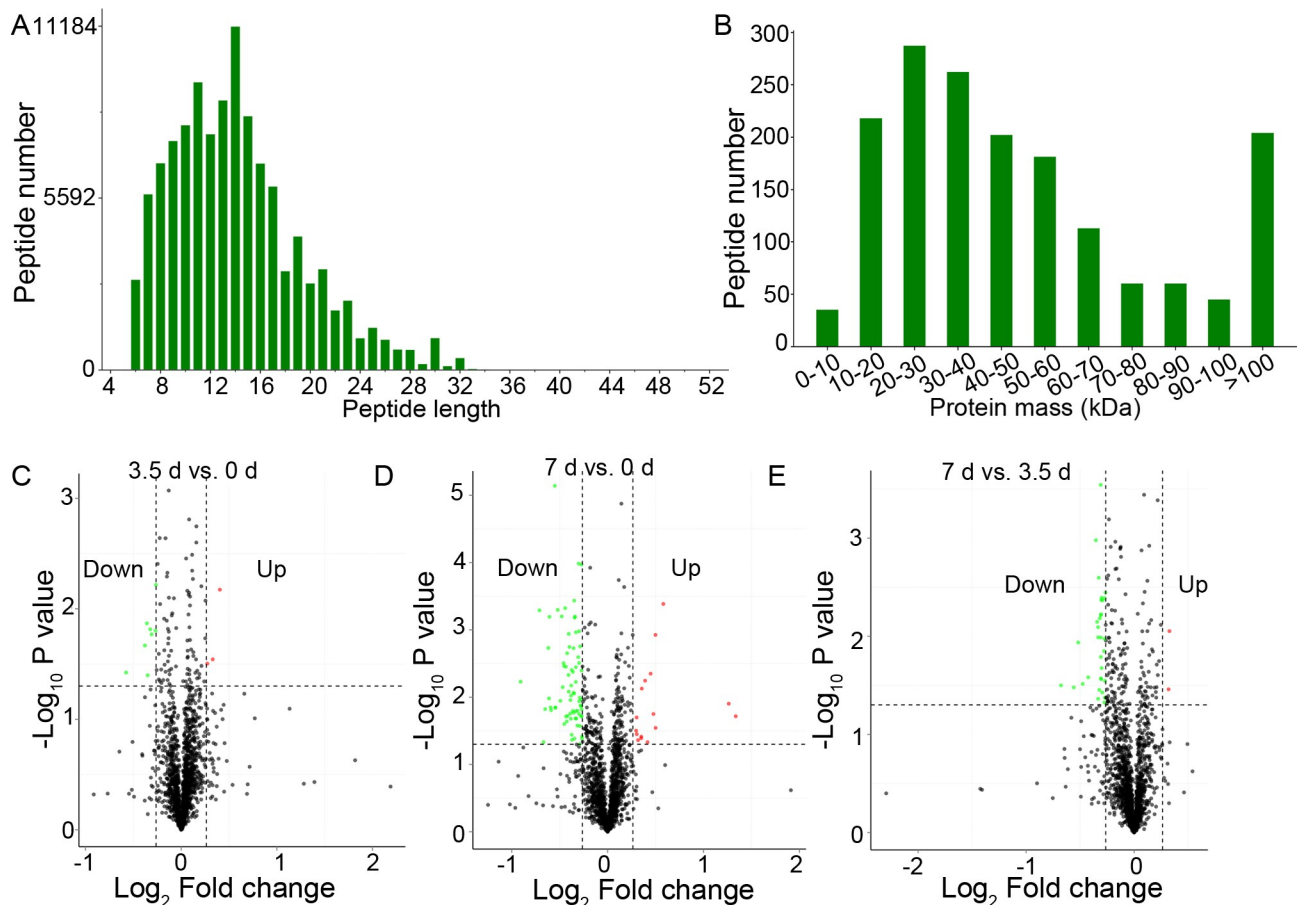 A
11184
5592
0
Peptide number
4 8 12 16 20 24 28 32 36 40 44 48 52
Peptide length
B
300
250
200
150
100
50
0
Peptide number
0-10 10-20 20-30 30-40 40-50 50-60 60-70 70-80 80-90 90-100 >100
Protein mass (kDa)
C
3.5 d vs. 0 d
3
2
1
0
-Log10 P value
Down
Up
-1 0 1 2
Log2 Fold change
D
7 d vs. 0 d
5
4
3
2
1
0
-Log10 P value
Down
Up
-1 0 1 2
Log2 Fold change
E
7 d vs. 3.5 d
3
2
1
0
-Log10 P value
Down
Up
-2 -1 0
Log2 Fold change